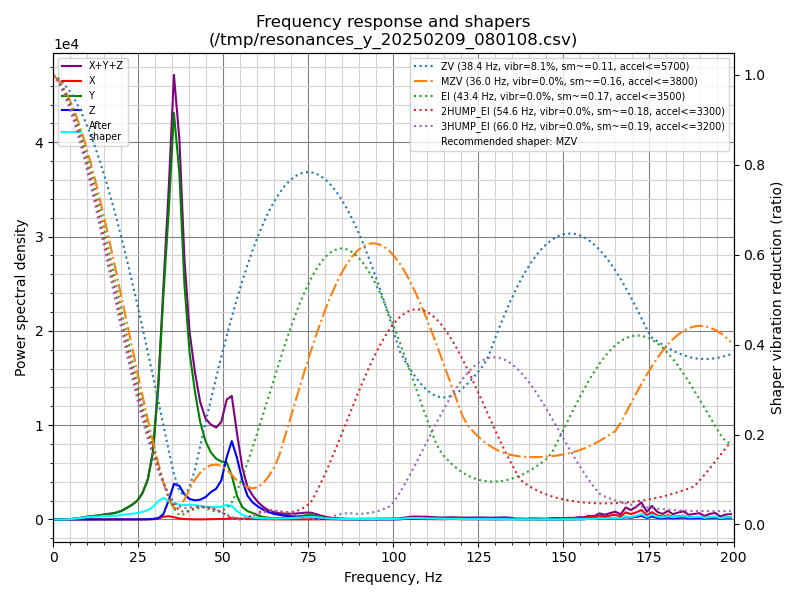 Frequency response and shapers
(/tmp/resonances_y_20250209_080108.csv)
1e4
X+Y+Z
X
Y
Z
After
shaper
ZV (38.4 Hz, vibr=8.1%, sm~=0.11, accel<=5700)
MZV (36.0 Hz, vibr=0.0%, sm~=0.16, accel<=3800)
EI (43.4 Hz, vibr=0.0%, sm~=0.17, accel<=3500)
2HUMP_EI (54.6 Hz, vibr=0.0%, sm~=0.18, accel<=3300)
3HUMP_EI (66.0 Hz, vibr=0.0%, sm~=0.19, accel<=3200)
Recommended shaper: MZV
Power spectral density
4
3
2
1
0
1.0
0.8
0.6
0.4
0.2
0.0
Shaper vibration reduction (ratio)
0 25 50 75 100 125 150 175 200
Frequency, Hz